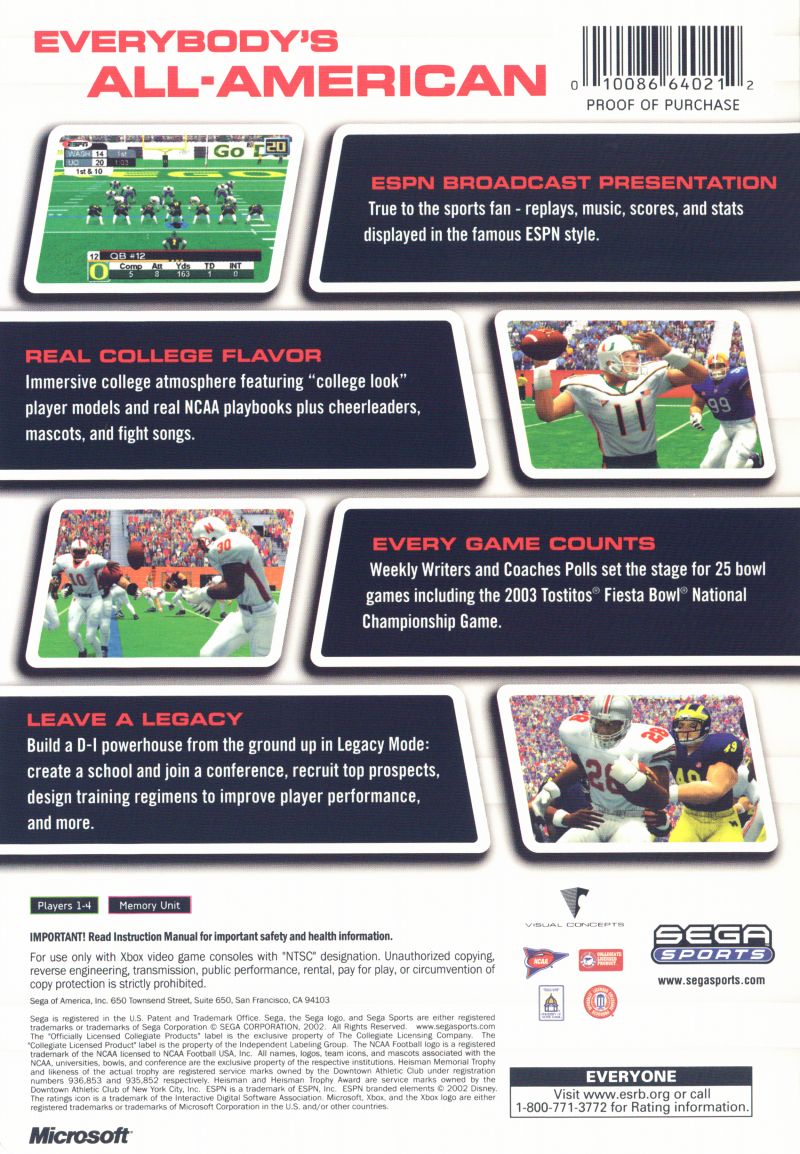 EVERYBODY'S
ALL-AMERICAN
0 10086 64021 2
PROOF OF PURCHASE
ESPN
WASH 14 1st
UO 20 1:03
1st & 10
Go
20
12 QB #12
Comp Att Yds TD INT
5 8 163 1 0
ESPN BROADCAST PRESENTATION
True to the sports fan - replays, music, scores, and stats
displayed in the famous ESPN style.
REAL COLLEGE FLAVOR
Immersive college atmosphere featuring “college look”
player models and real NCAA playbooks plus cheerleaders,
mascots, and fight songs.
11
99
10
30
EVERY GAME COUNTS
Weekly Writers and Coaches Polls set the stage for 25 bowl
games including the 2003 Tostitos® Fiesta Bowl® National
Championship Game.
LEAVE A LEGACY
Build a D-I powerhouse from the ground up in Legacy Mode:
create a school and join a conference, recruit top prospects,
design training regimens to improve player performance,
and more.
28
49
Players 1-4
Memory Unit
IMPORTANT! Read Instruction Manual for important safety and health information.
For use only with Xbox video game consoles with "NTSC" designation. Unauthorized copying,
reverse engineering, transmission, public performance, rental, pay for play, or circumvention of
copy protection is strictly prohibited.
Sega of America, Inc. 650 Townsend Street, Suite 650, San Francisco, CA 94103
Sega is registered in the U.S. Patent and Trademark Office. Sega, the Sega logo, and Sega Sports are either registered
trademarks or trademarks of Sega Corporation © SEGA CORPORATION, 2002. All Rights Reserved. www.segasports.com
The "Officially Licensed Collegiate Products" label is the exclusive property of The Collegiate Licensing Company. The
"Collegiate Licensed Product" label is the property of the Independent Labeling Group. The NCAA Football logo is a registered
trademark of the NCAA licensed to NCAA Football USA, Inc. All names, logos, team icons, and mascots associated with the
NCAA, universities, bowls, and conference are the exclusive property of the respective institutions. Heisman Memorial Trophy
and likeness of the actual trophy are registered service marks owned by the Downtown Athletic Club under registration
numbers 936,853 and 935,852 respectively. Heisman and Heisman Trophy Award are service marks owned by the
Downtown Athletic Club of New York City, Inc. ESPN is a trademark of ESPN, Inc. ESPN branded elements © 2002 Disney.
The ratings icon is a trademark of the Interactive Digital Software Association. Microsoft, Xbox, and the Xbox logo are either
registered trademarks or trademarks of Microsoft Corporation in the U.S. and/or other countries.
Microsoft
VISUAL CONCEPTS
NCAA
COLLEGIATE
LICENSED
PRODUCT
SEGA
SPORTS
www.segasports.com
EVERYONE
Visit www.esrb.org or call
1-800-771-3772 for Rating information.